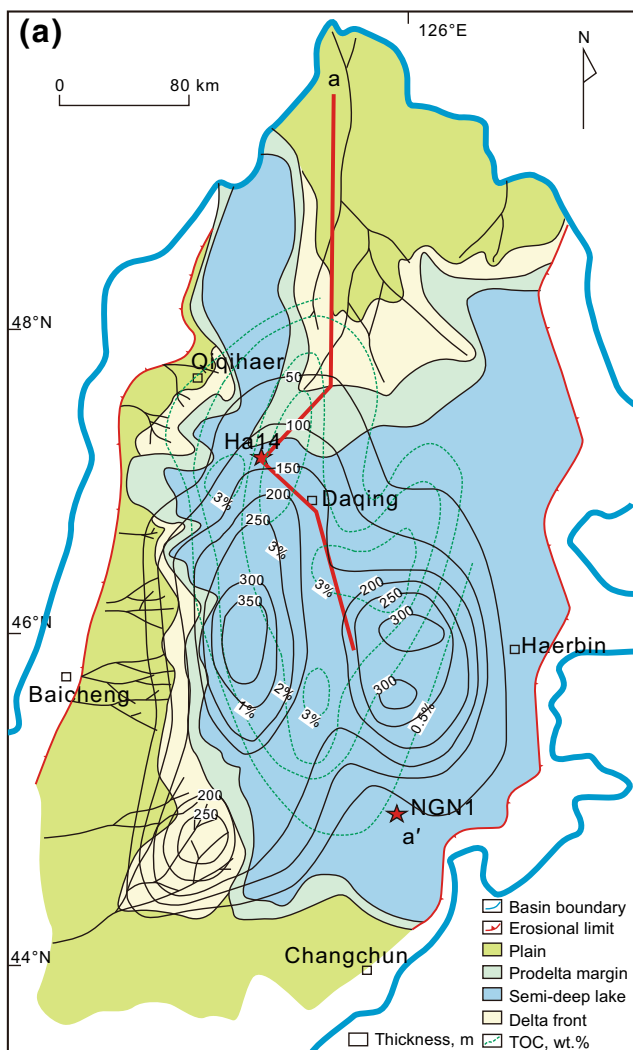 (a)
126°E
N
0 80 km
a
48°N
Qiqihaer
50
100
Ha14
150
200
Daqing
3%
250
3%
300
350
3%
200
250
300
46°N
Haerbin
Baicheng
2%
1%
3%
300
0.5%
200
250
NGN1
a′
44°N
Changchun
Basin boundary
Erosional limit
Plain
Prodelta margin
Semi-deep lake
Delta front
Thickness, m
TOC, wt.%